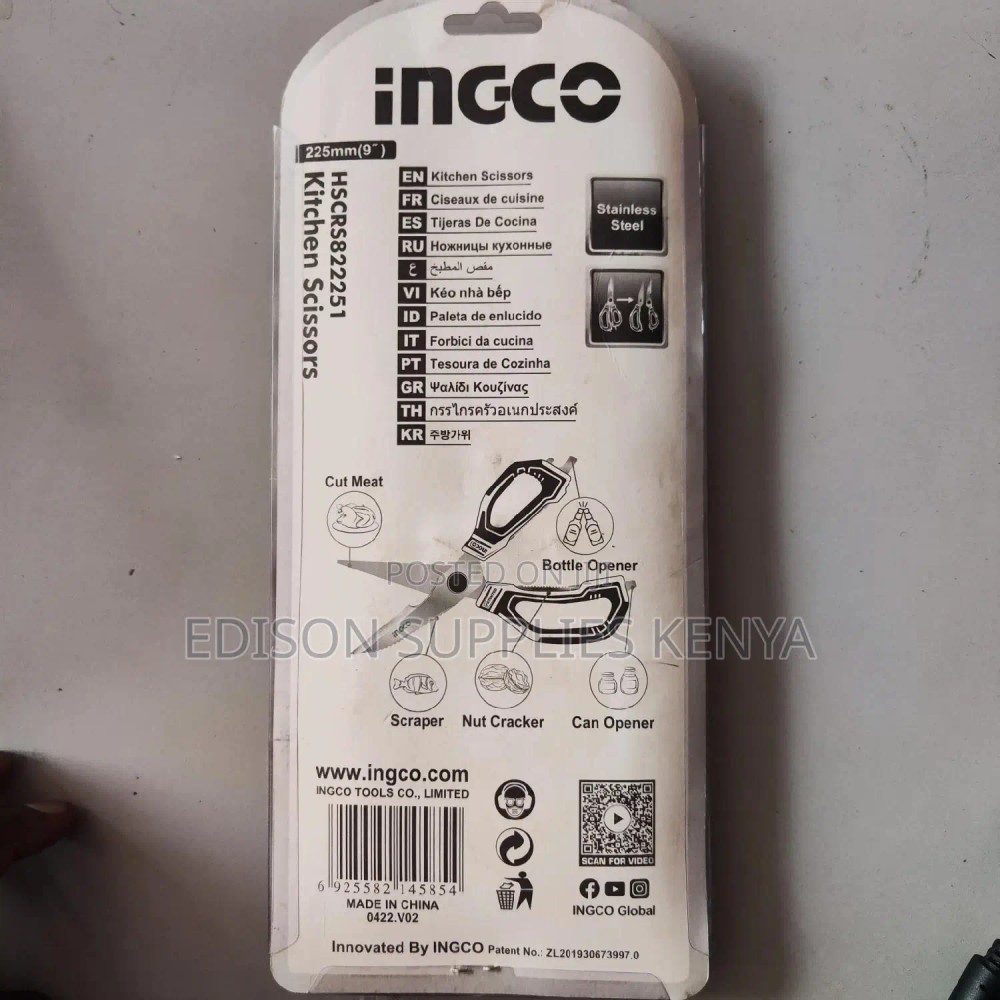 INGCO
225mm(9")
HSCRS822251
Kitchen Scissors
EN Kitchen Scissors
FR Ciseaux de cuisine
ES Tijeras De Cocina
RU Ножницы кухонные
ع مقص المطبخ
VI Kéo nhà bếp
ID Paleta de enlucido
IT Forbici da cucina
PT Tesoura de Cozinha
GR Ψαλίδι Κουζίνας
TH กรรไกรครัวอเนกประสงค์
KR 주방가위
Stainless
Steel
Cut Meat
Bottle Opener
POSTED ON
EDISON SUPPLIES KENYA
INGCO
Scraper Nut Cracker Can Opener
www.ingco.com
INGCO TOOLS CO., LIMITED
6 925582 145854
MADE IN CHINA
0422.V02
SCAN FOR VIDEO
INGCO Global
Innovated By INGCO Patent No.: ZL201930673997.0